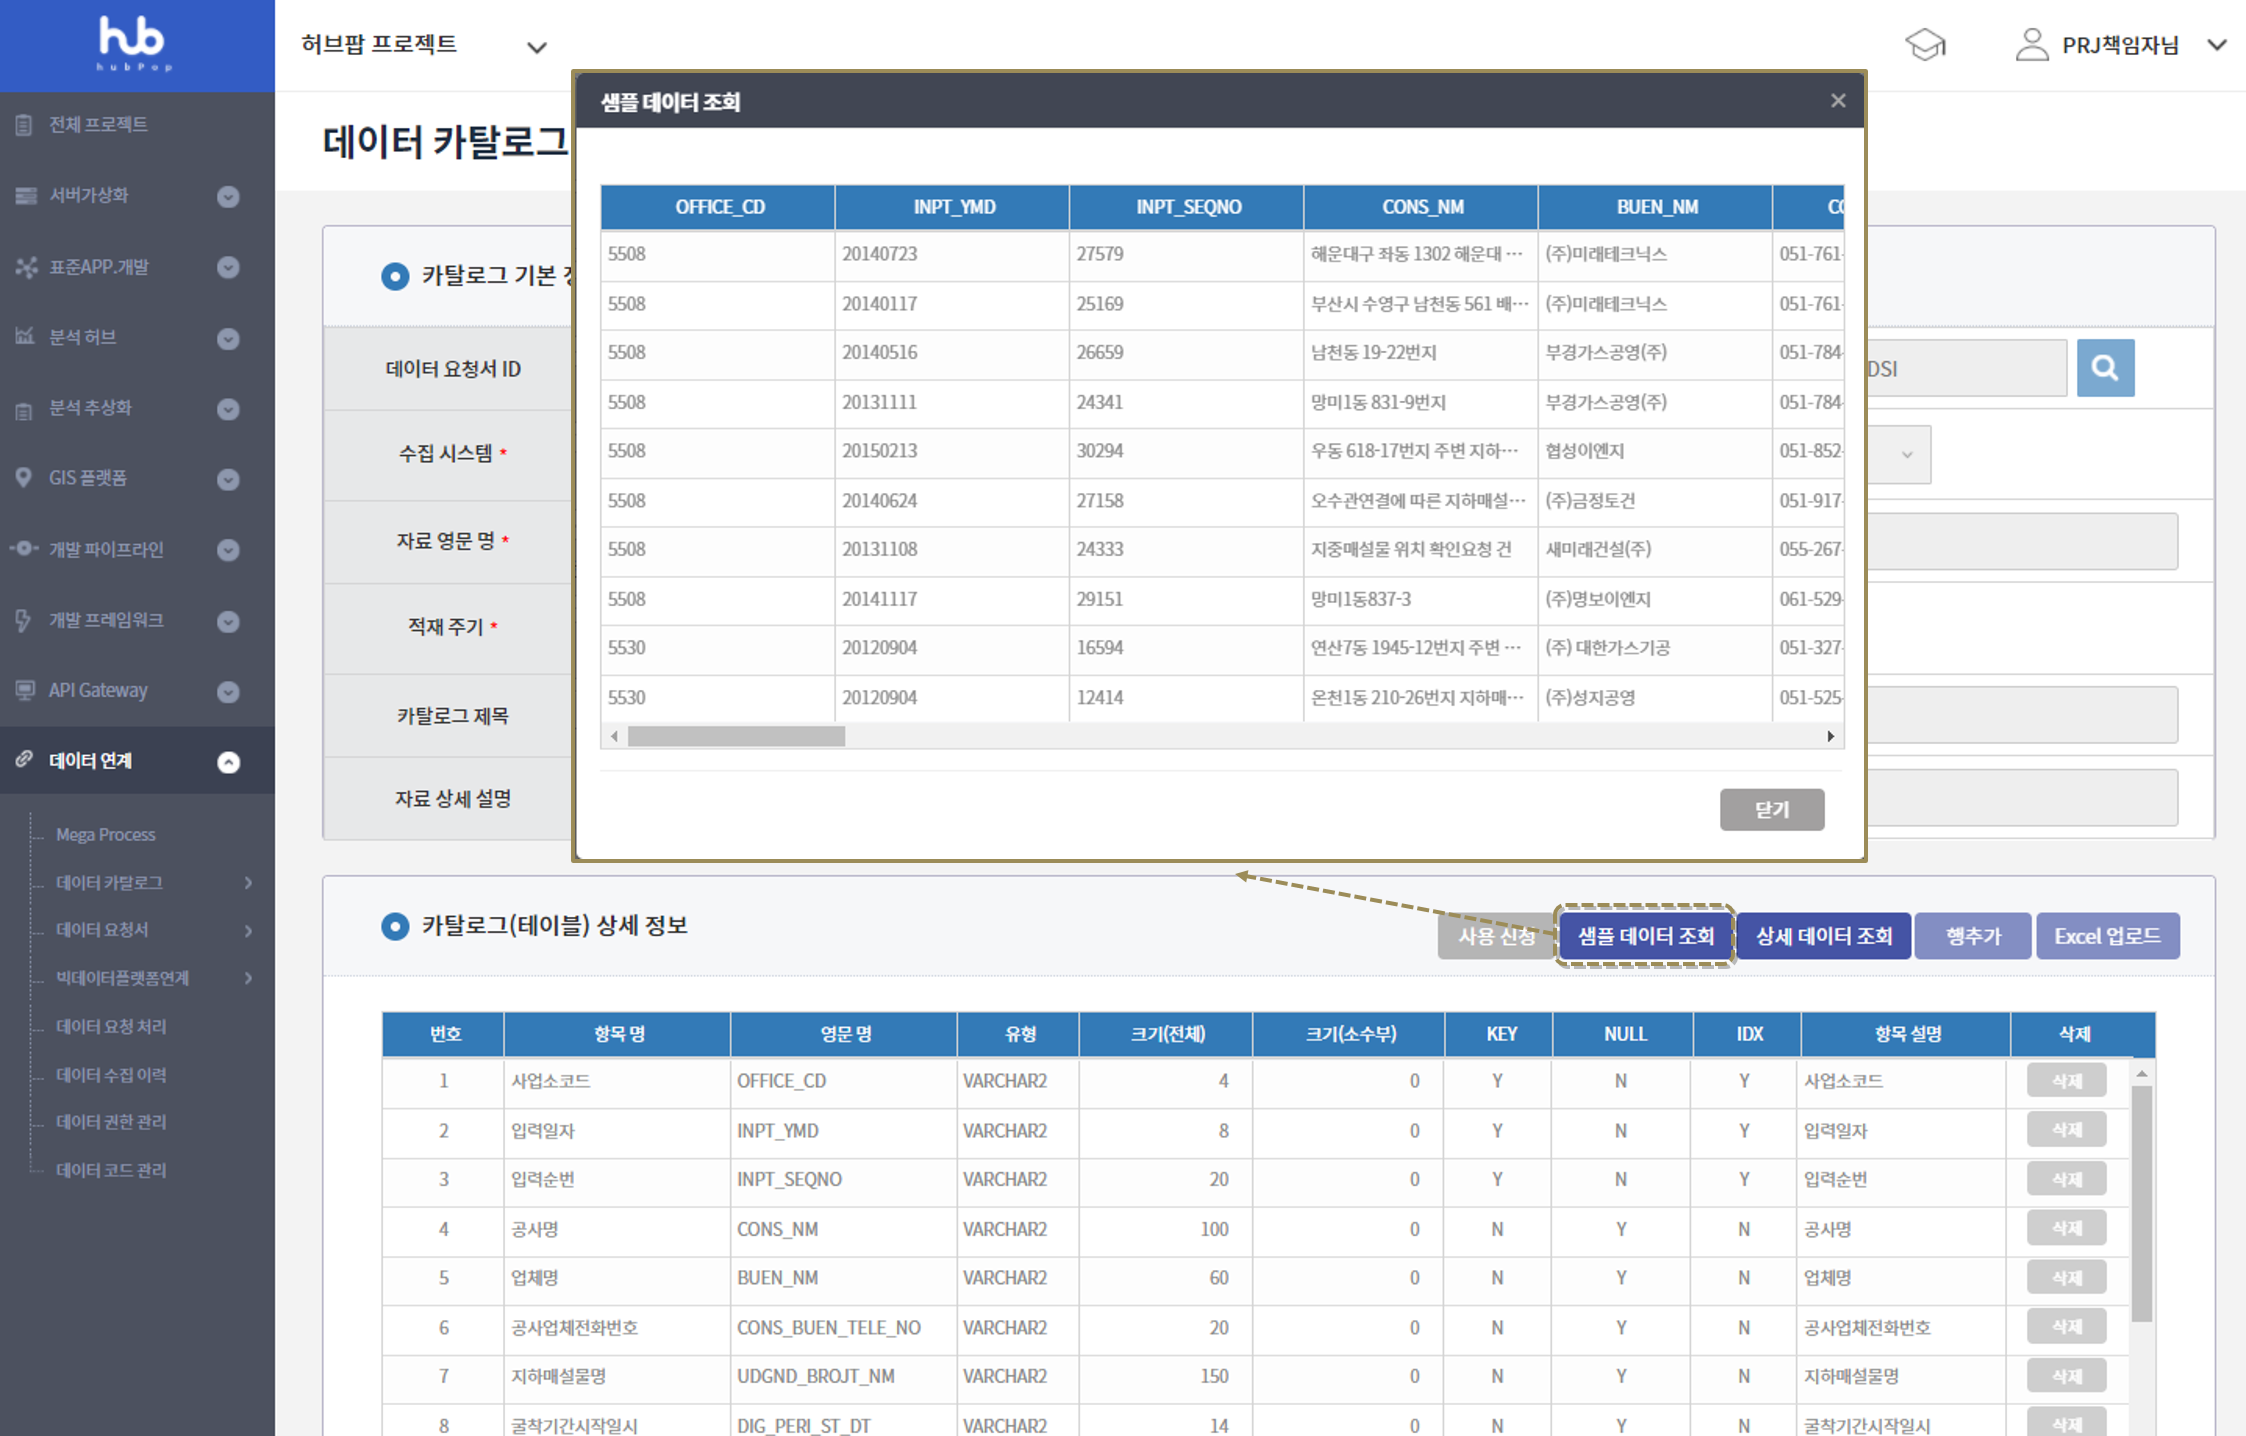 hub
hubPop
허브팝 프로젝트
PRJ책임자님
전체 프로젝트
서버가상화
표준APP.개발
분석 허브
분석 추상화
GIS 플랫폼
개발 파이프라인
개발 프레임워크
API Gateway
데이터 연계
Mega Process
데이터 카탈로그
데이터 요청서
빅데이터플랫폼연계
데이터 요청 처리
데이터 수집 이력
데이터 권한 관리
데이터 코드 관리
데이터 카탈로그
카탈로그 기본 정
데이터 요청서 ID
DSI
수집 시스템 *
자료 영문 명 *
적재 주기 *
카탈로그 제목
자료 상세 설명
샘플 데이터 조회
OFFICE_CD INPT_YMD INPT_SEQNO CONS_NM BUEN_NM CO
5508 20140723 27579 해운대구 좌동 1302 해운대 … (주)미래테크닉스 051-761-
5508 20140117 25169 부산시 수영구 남천동 561 배… (주)미래테크닉스 051-761-
5508 20140516 26659 남천동 19-22번지 부경가스공영(주) 051-784-
5508 20131111 24341 망미1동 831-9번지 부경가스공영(주) 051-784-
5508 20150213 30294 우동 618-17번지 주변 지하… 협성이엔지 051-852-
5508 20140624 27158 오수관연결에 따른 지하매설… (주)금정토건 051-917-
5508 20131108 24333 지중매설물 위치 확인요청 건 새미래건설(주) 055-267-
5508 20141117 29151 망미1동837-3 (주)명보이엔지 061-529-
5530 20120904 16594 연산7동 1945-12번지 주변 … (주) 대한가스기공 051-327-
5530 20120904 12414 온천1동 210-26번지 지하매… (주)성지공영 051-525-
닫기
카탈로그(테이블) 상세 정보
사용 신청 샘플 데이터 조회 상세 데이터 조회 행추가 Excel 업로드
번호 항목 명 영문 명 유형 크기(전체) 크기(소수부) KEY NULL IDX 항목 설명 삭제
1 사업소코드 OFFICE_CD VARCHAR2 4 0 Y N Y 사업소코드 삭제
2 입력일자 INPT_YMD VARCHAR2 8 0 Y N Y 입력일자 삭제
3 입력순번 INPT_SEQNO VARCHAR2 20 0 Y N Y 입력순번 삭제
4 공사명 CONS_NM VARCHAR2 100 0 N Y N 공사명 삭제
5 업체명 BUEN_NM VARCHAR2 60 0 N Y N 업체명 삭제
6 공사업체전화번호 CONS_BUEN_TELE_NO VARCHAR2 20 0 N Y N 공사업체전화번호 삭제
7 지하매설물명 UDGND_BROJT_NM VARCHAR2 150 0 N Y N 지하매설물명 삭제
8 굴착기간시작일시 DIG_PERI_ST_DT VARCHAR2 14 0 N Y N 굴착기간시작일시 삭제